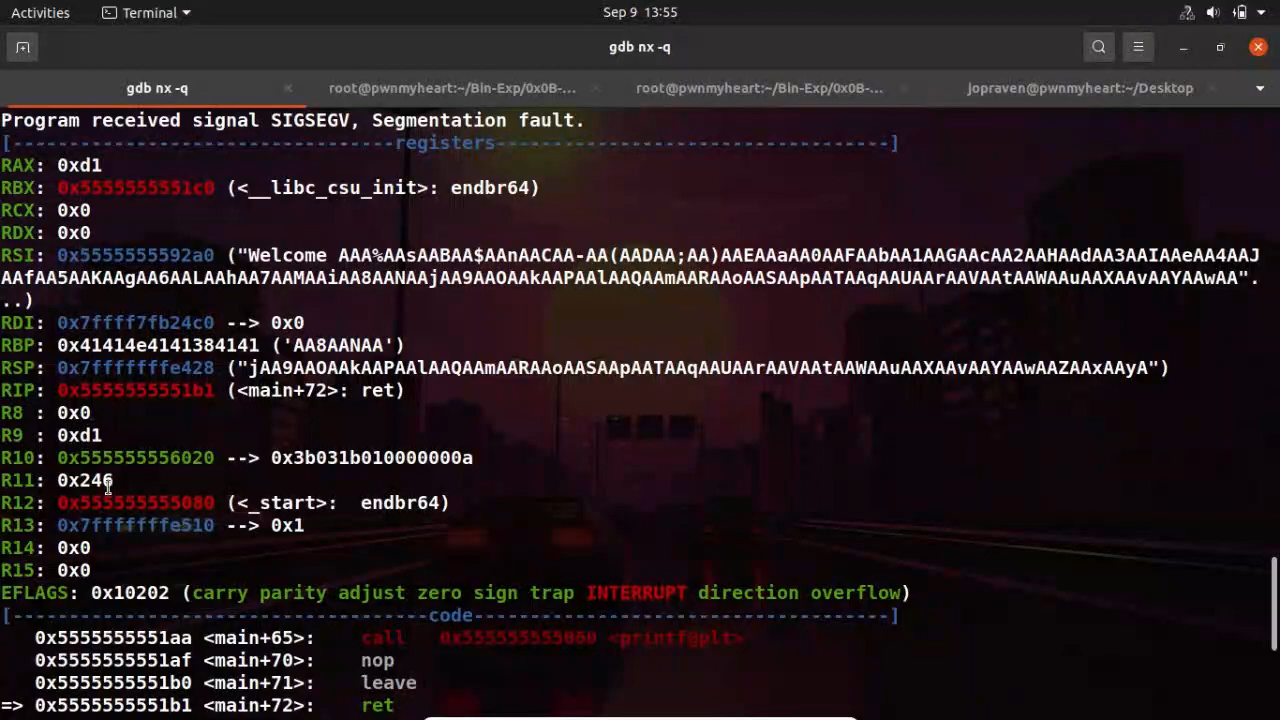 Activities Terminal Sep 9 13:55
gdb nx -q
gdb nx -q root@pwnmyheart:~/Bin-Exp/0x0B-... root@pwnmyheart:~/Bin-Exp/0x0B-... jopraven@pwnmyheart:~/Desktop
Program received signal SIGSEGV, Segmentation fault.
[----------------------------------registers-----------------------------------]
RAX: 0xd1
RBX: 0x5555555551c0 (<__libc_csu_init>: endbr64)
RCX: 0x0
RDX: 0x0
RSI: 0x5555555592a0 ("Welcome AAA%AAsAABAA$AAnAACAA-AA(AADAA;AA)AAEAAaAA0AAFAAbAA1AAGAAcAA2AAHAAdAA3AAIAAeAA4AAJ
AAfAA5AAKAAgAA6AALAAhAA7AAMAAiAA8AANAAjAA9AAOAAkAAPAAlAAQAAmAARAAoAASAApAATAAqAAUAArAAVAAtAAWAAuAAXAAvAAYAAwAA".
..)
RDI: 0x7ffff7fb24c0 --> 0x0
RBP: 0x41414e4141384141 ('AA8AANAA')
RSP: 0x7fffffffe428 ("jAA9AAOAAkAAPAAlAAQAAmAARAAoAASAApAATAAqAAUAArAAVAAtAAWAAuAAXAAvAAYAAwAAZAAxAAyA")
RIP: 0x5555555551b1 (<main+72>: ret)
R8 : 0x0
R9 : 0xd1
R10: 0x555555556020 --> 0x3b031b010000000a
R11: 0x246
R12: 0x555555555080 (<_start>: endbr64)
R13: 0x7fffffffe510 --> 0x1
R14: 0x0
R15: 0x0
EFLAGS: 0x10202 (carry parity adjust zero sign trap INTERRUPT direction overflow)
[-------------------------------------code-------------------------------------]
0x5555555551aa <main+65>: call 0x555555555060 <printf@plt>
0x5555555551af <main+70>: nop
0x5555555551b0 <main+71>: leave
=> 0x5555555551b1 <main+72>: ret